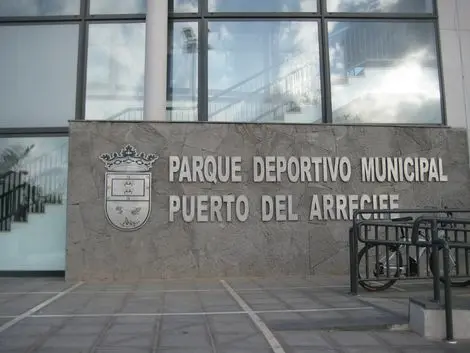 PARQUE DEPORTIVO MUNICIPAL
PUERTO DEL ARRECIFE